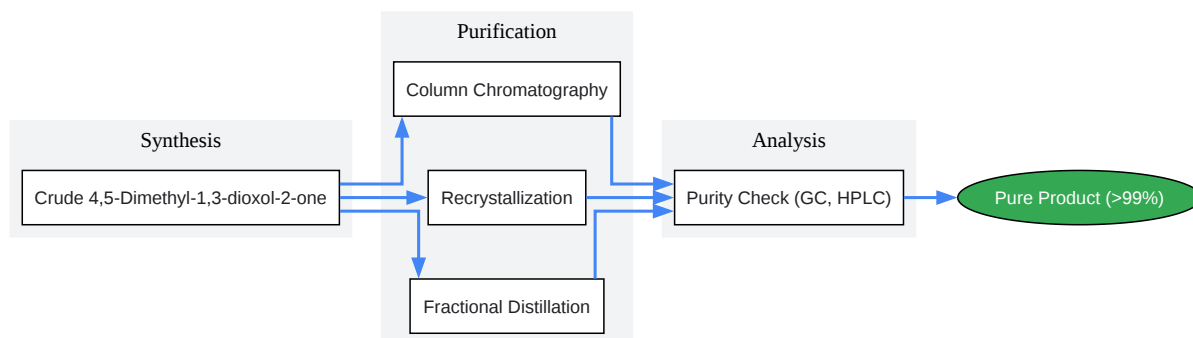 Synthesis
Crude 4,5-Dimethyl-1,3-dioxol-2-one
Purification
Column Chromatography
Recrystallization
Fractional Distillation
Analysis
Purity Check (GC, HPLC)
Pure Product (>99%)